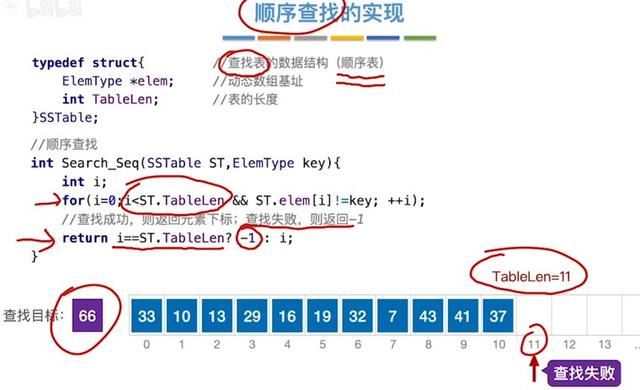 bilibili
顺序查找的实现
typedef struct{ //查找表的数据结构（顺序表）
ElemType *elem; //动态数组基址
int TableLen; //表的长度
}SSTable;
//顺序查找
int Search_Seq(SSTable ST,ElemType key){
int i;
for(i=0;i<ST.TableLen && ST.elem[i]!=key; ++i);
//查找成功，则返回元素下标；查找失败，则返回-1
return i==ST.TableLen? -1 : i;
}
TableLen=11
查找目标： 66 33 10 13 29 16 19 32 7 43 41 37
0 1 2 3 4 5 6 7 8 9 10 11 12 13 ...
查找失败